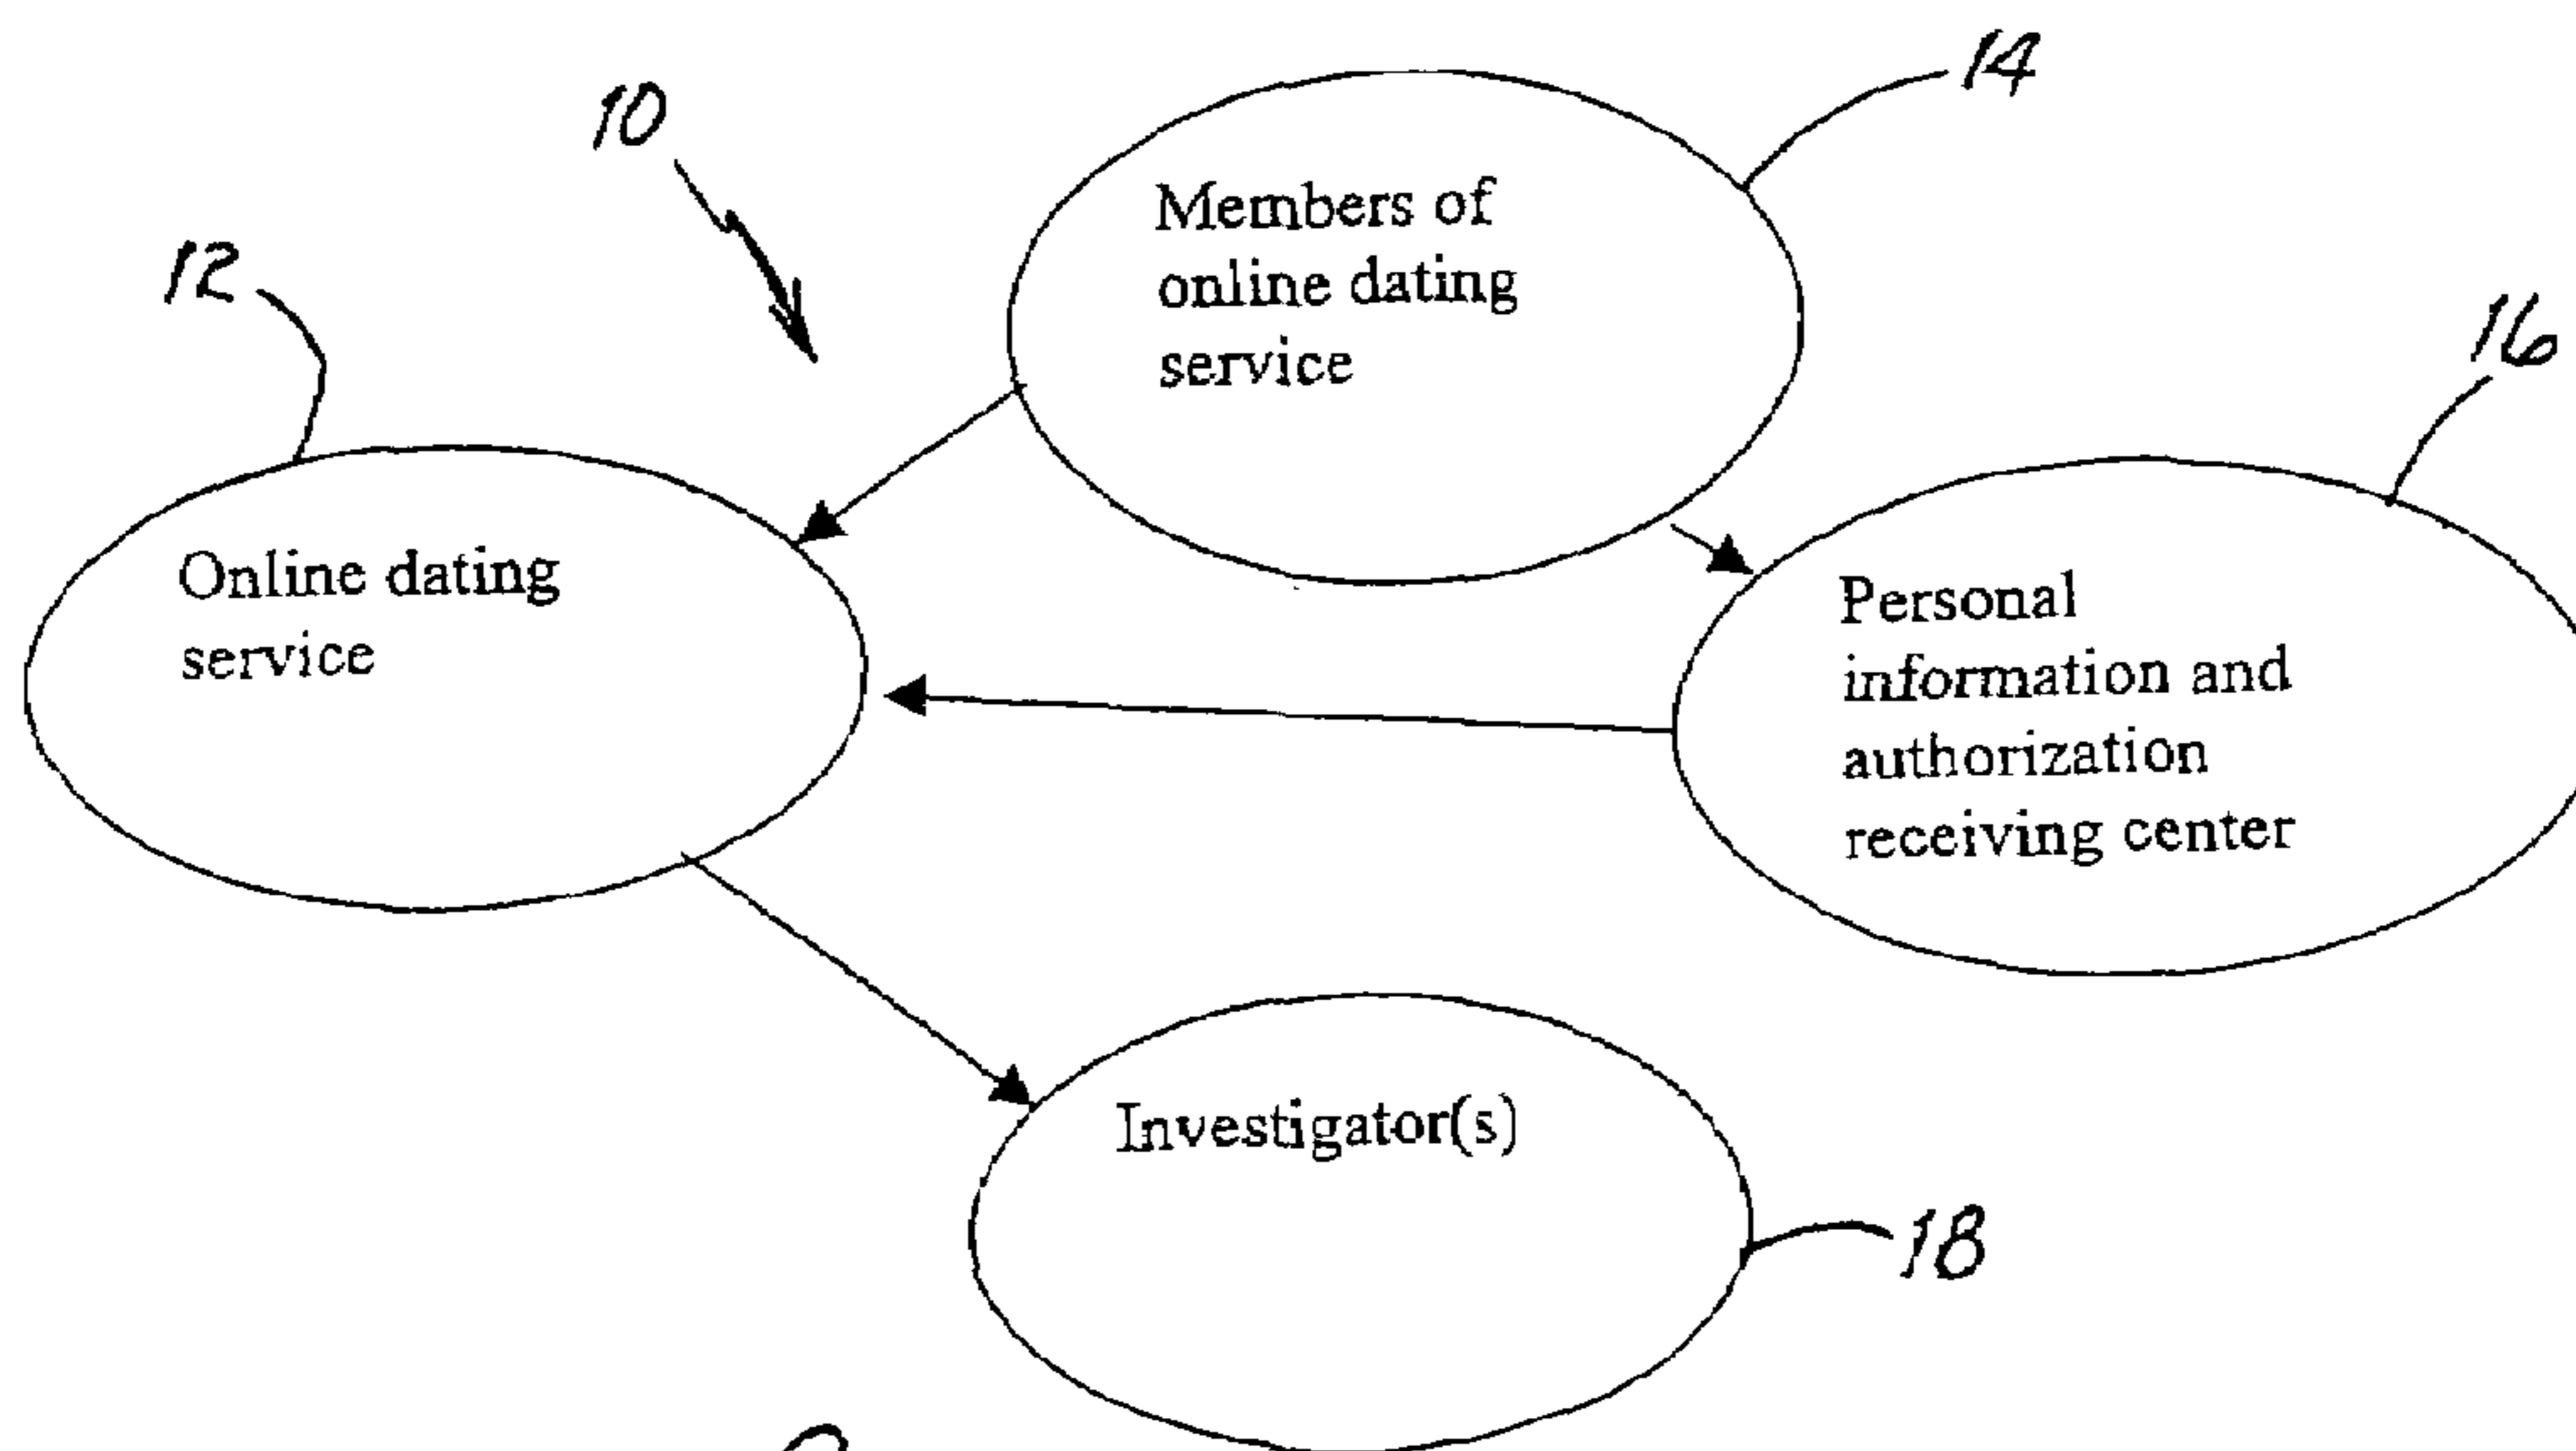 10
14
Members of
online dating
service
12
16
Online dating
service
Personal
information and
authorization
receiving center
Investigator(s)
18